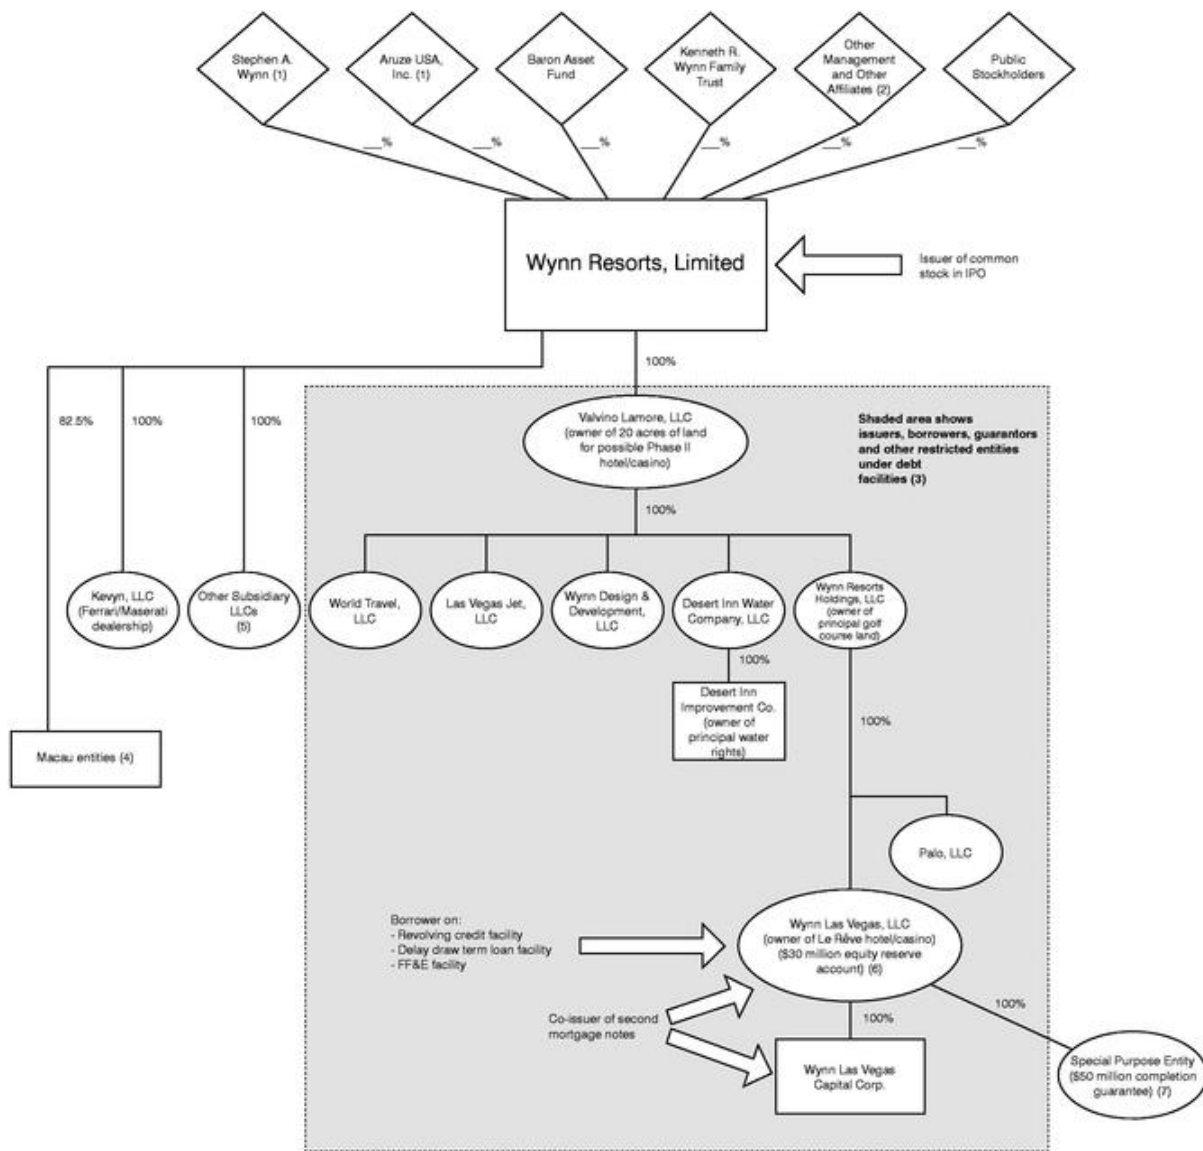 Stephen A.
Wynn (1)
Aruze USA,
Inc. (1)
Baron Asset
Fund
Kenneth R.
Wynn Family
Trust
Other
Management
and Other
Affiliates (2)
Public
Stockholders
___%
___%
___%
___%
___%
___%
Wynn Resorts, Limited
Issuer of common
stock in IPO
100%
82.5%
100%
100%
Valvino Lamore, LLC
(owner of 20 acres of land
for possible Phase II
hotel/casino)
Shaded area shows
issuers, borrowers, guarantors
and other restricted entities
under debt
facilities (3)
100%
Kevyn, LLC
(Ferrari/Maserati
dealership)
Other Subsidiary
LLCs
(5)
World Travel,
LLC
Las Vegas Jet,
LLC
Wynn Design &
Development,
LLC
Desert Inn Water
Company, LLC
Wynn Resorts
Holdings, LLC
(owner of
principal golf
course land)
100%
Desert Inn
Improvement Co.
(owner of
principal water
rights)
100%
Macau entities (4)
Palo, LLC
Borrower on:
- Revolving credit facility
- Delay draw term loan facility
- FF&E facility
Wynn Las Vegas, LLC
(owner of Le Rêve hotel/casino)
($30 million equity reserve
account) (6)
100%
100%
Co-issuer of second
mortgage notes
Wynn Las Vegas
Capital Corp.
Special Purpose Entity
($50 million completion
guarantee) (7)